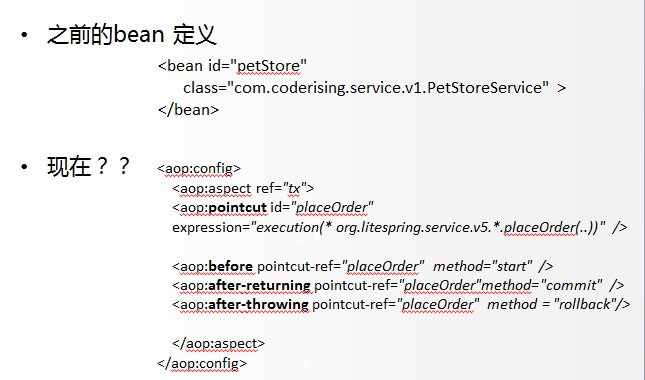 • 之前的bean 定义
<bean id="petStore"
class="com.coderising.service.v1.PetStoreService" >
</bean>
• 现在？？
<aop:config>
<aop:aspect ref="tx">
<aop:pointcut id="placeOrder"
expression="execution(* org.litespring.service.v5.*.placeOrder(..))" />
<aop:before pointcut-ref="placeOrder" method="start" />
<aop:after-returning pointcut-ref="placeOrder"method="commit" />
<aop:after-throwing pointcut-ref="placeOrder" method = "rollback"/>
</aop:aspect>
</aop:config>